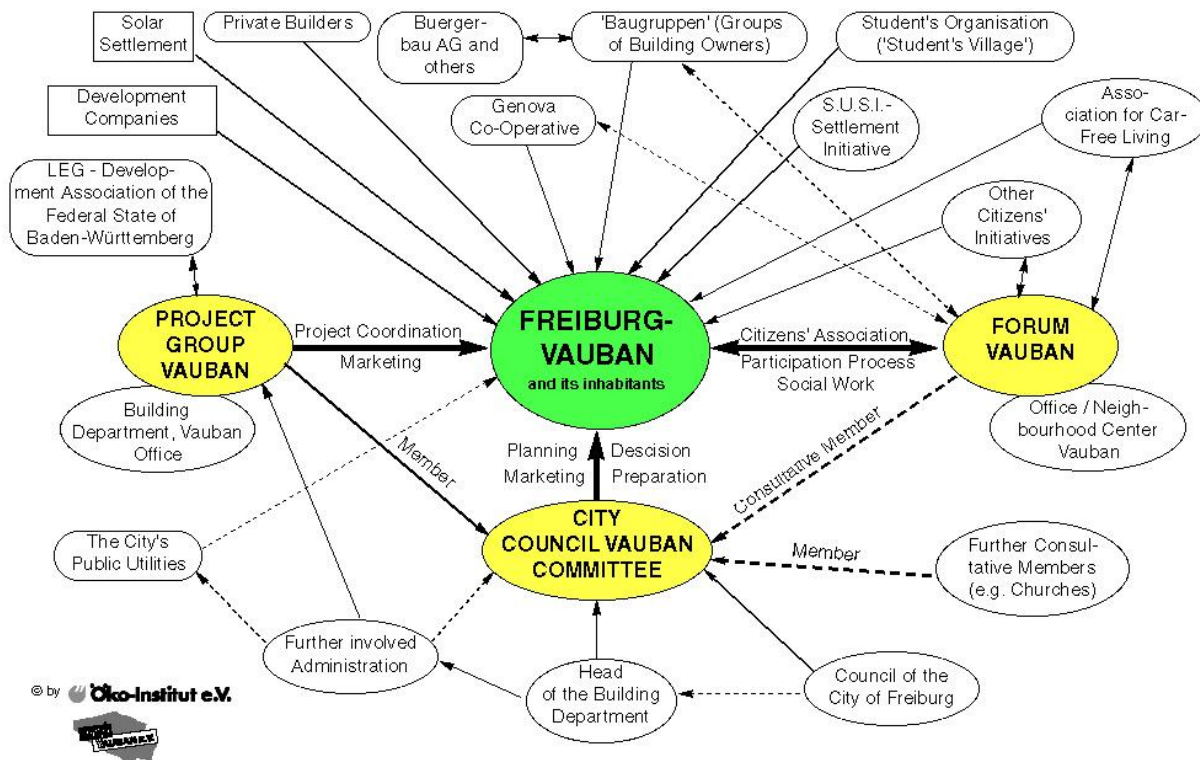 Solar
Settlement
Private Builders
Buerger-
bau AG and
others
'Baugruppen' (Groups
of Building Owners)
Student's Organisation
('Student's Village')
Development
Companies
Genova
Co-Operative
S.U.S.I.-
Settlement
Initiative
Asso-
ciation for Car-
Free Living
LEG - Develop-
ment Association of the
Federal State of
Baden-Württemberg
Other
Citizens'
Initiatives
PROJECT
GROUP
VAUBAN
Project Coordination
Marketing
FREIBURG-
VAUBAN
and its inhabitants
Citizens' Association
Participation Process
Social Work
FORUM
VAUBAN
Building
Department, Vauban
Office
Office / Neigh-
bourhood Center
Vauban
Member
Planning
Marketing
Descision
Preparation
Consultative Member
The City's
Public Utilities
CITY
COUNCIL VAUBAN
COMMITTEE
Member
Further Consul-
tative Members
(e.g. Churches)
Further involved
Administration
Head
of the Building
Department
Council of the
City of Freiburg
© by Öko-Institut e.V.
VAUBAN e.V.